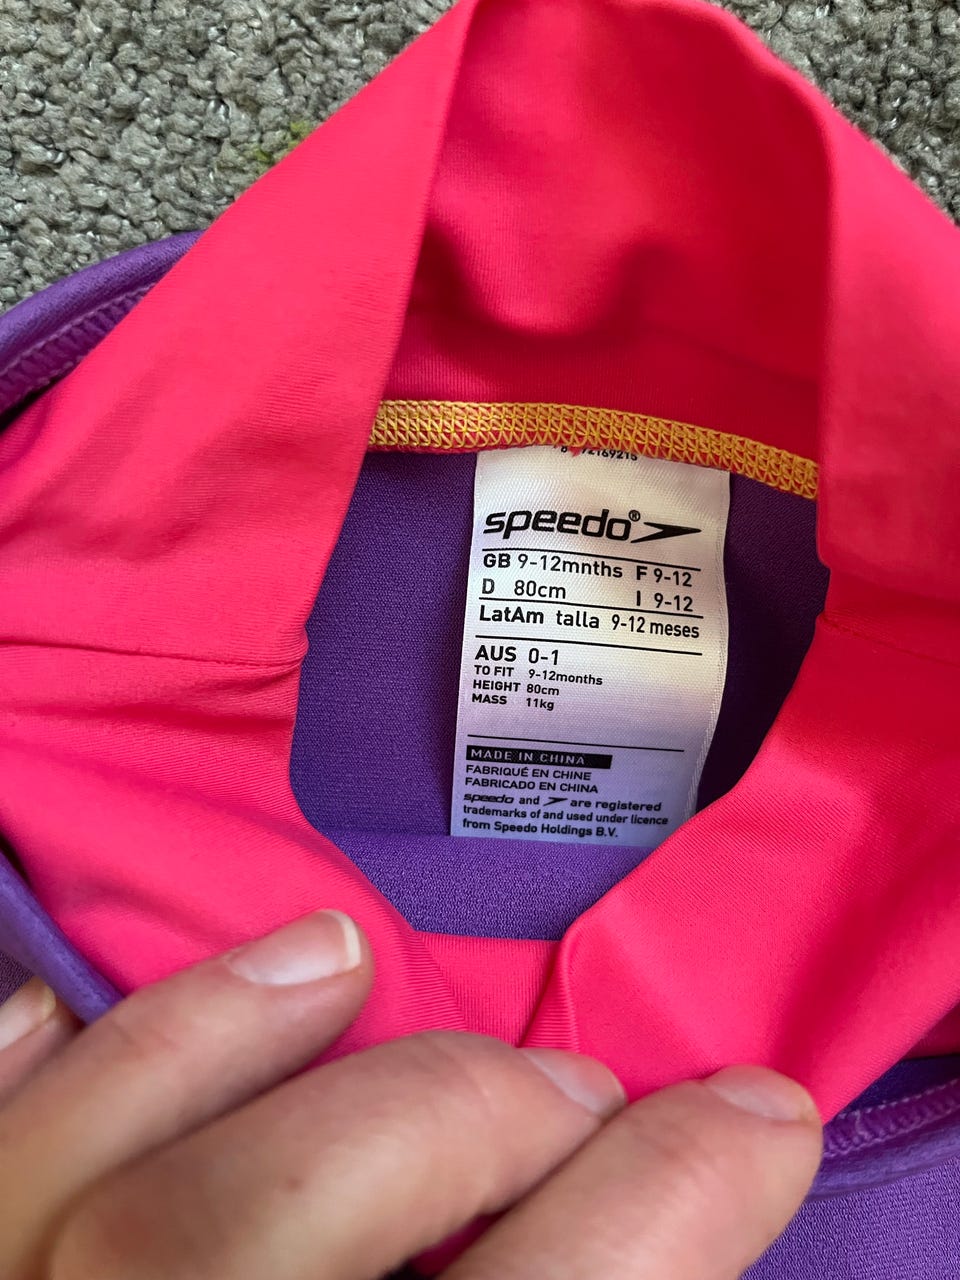 speedo®
GB 9-12mnths F 9-12
D 80cm I 9-12
LatAm talla 9-12 meses
AUS 0-1
TO FIT 9-12months
HEIGHT 80cm
MASS 11kg
MADE IN CHINA
FABRIQUÉ EN CHINE
FABRICADO EN CHINA
speedo and are registered
trademarks of and used under licence
from Speedo Holdings B.V.